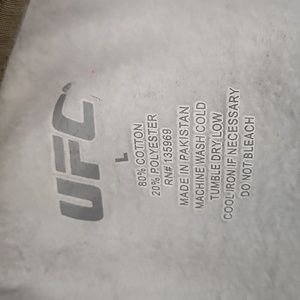 UFC
L
80% COTTON
20% POLYESTER
RN# 135969
MADE IN PAKISTAN
MACHINE WASH COLD
TUMBLE DRY LOW
COOL IRON IF NECESSARY
DO NOT BLEACH